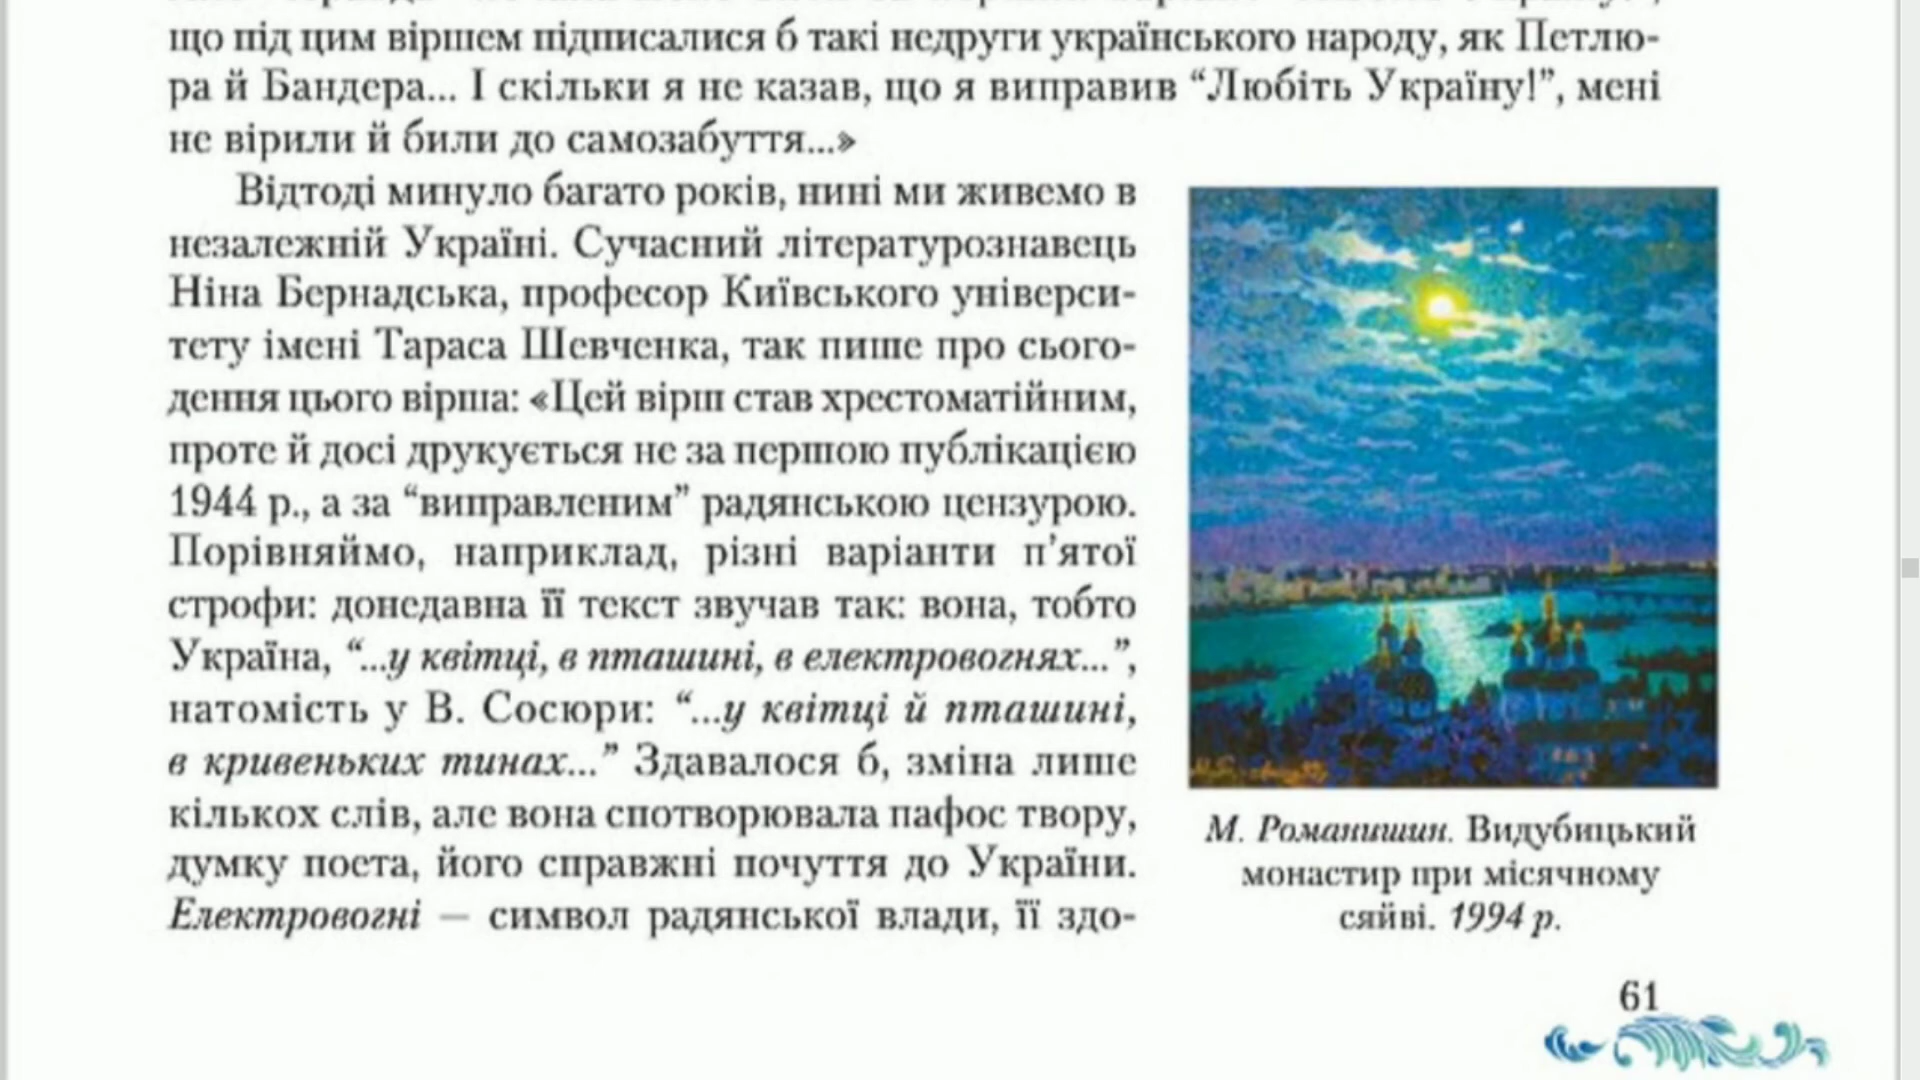 що під цим віршем підписалися б такі недруги українського народу, як Петлю-
ра й Бандера... І скільки я не казав, що я виправив “Любіть Україну!”, мені
не вірили й били до самозабуття...»
Відтоді минуло багато років, нині ми живемо в
незалежній Україні. Сучасний літературознавець
Ніна Бернадська, професор Київського універси-
тету імені Тараса Шевченка, так пише про сього-
дення цього вірша: «Цей вірш став хрестоматійним,
проте й досі друкується не за першою публікацією
1944 р., а за “виправленим” радянською цензурою.
Порівняймо, наприклад, різні варіанти п’ятої
строфи: донедавна її текст звучав так: вона, тобто
Україна, “...у квітці, в пташині, в електровогнях...”,
натомість у В. Сосюри: “...у квітці й пташині,
в кривеньких тинах...” Здавалося б, зміна лише
кількох слів, але вона спотворювала пафос твору,
думку поета, його справжні почуття до України.
Електровогні — символ радянської влади, її здо-
М. Романишин. Видубицький
монастир при місячному
сяйві. 1994 р.
61